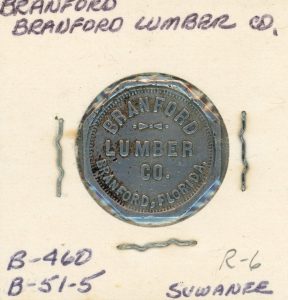 BRANFORD
BRANFORD LUMBER CO.
BRANFORD
LUMBER
CO.
BRANFORD, FLORIDA.
B-460
B-51-5
R-6
SUWANEE